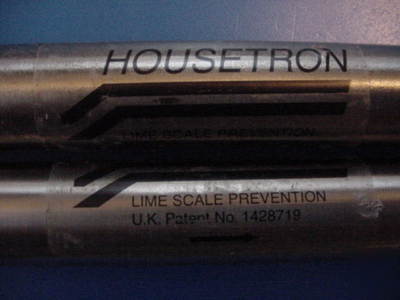 HOUSETRON
LIME SCALE PREVENTION
LIME SCALE PREVENTION
U.K. Patent No. 1428719